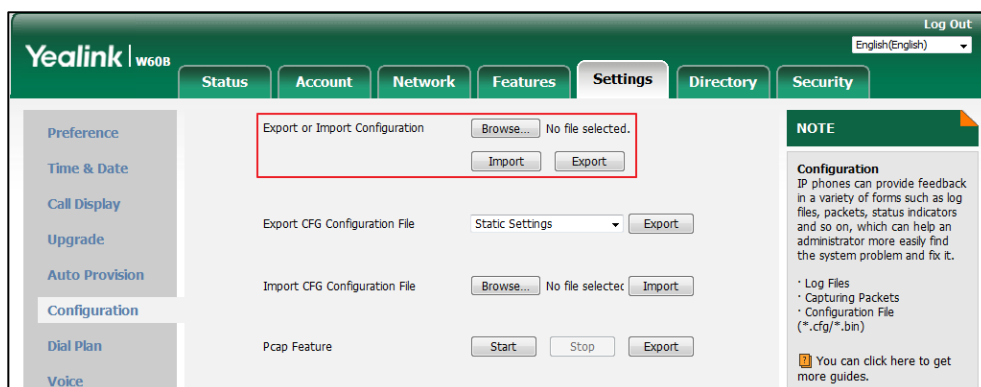 Log Out
English(English)
Yealink W60B
Status Account Network Features Settings Directory Security
Preference
Time & Date
Call Display
Upgrade
Auto Provision
Configuration
Dial Plan
Voice
Export or Import Configuration Browse... No file selected.
Import Export
Export CFG Configuration File Static Settings Export
Import CFG Configuration File Browse... No file selectec Import
Pcap Feature Start Stop Export
NOTE
Configuration
IP phones can provide feedback
in a variety of forms such as log
files, packets, status indicators
and so on, which can help an
administrator more easily find
the system problem and fix it.
· Log Files
· Capturing Packets
· Configuration File
(*.cfg/*.bin)
You can click here to get
more guides.